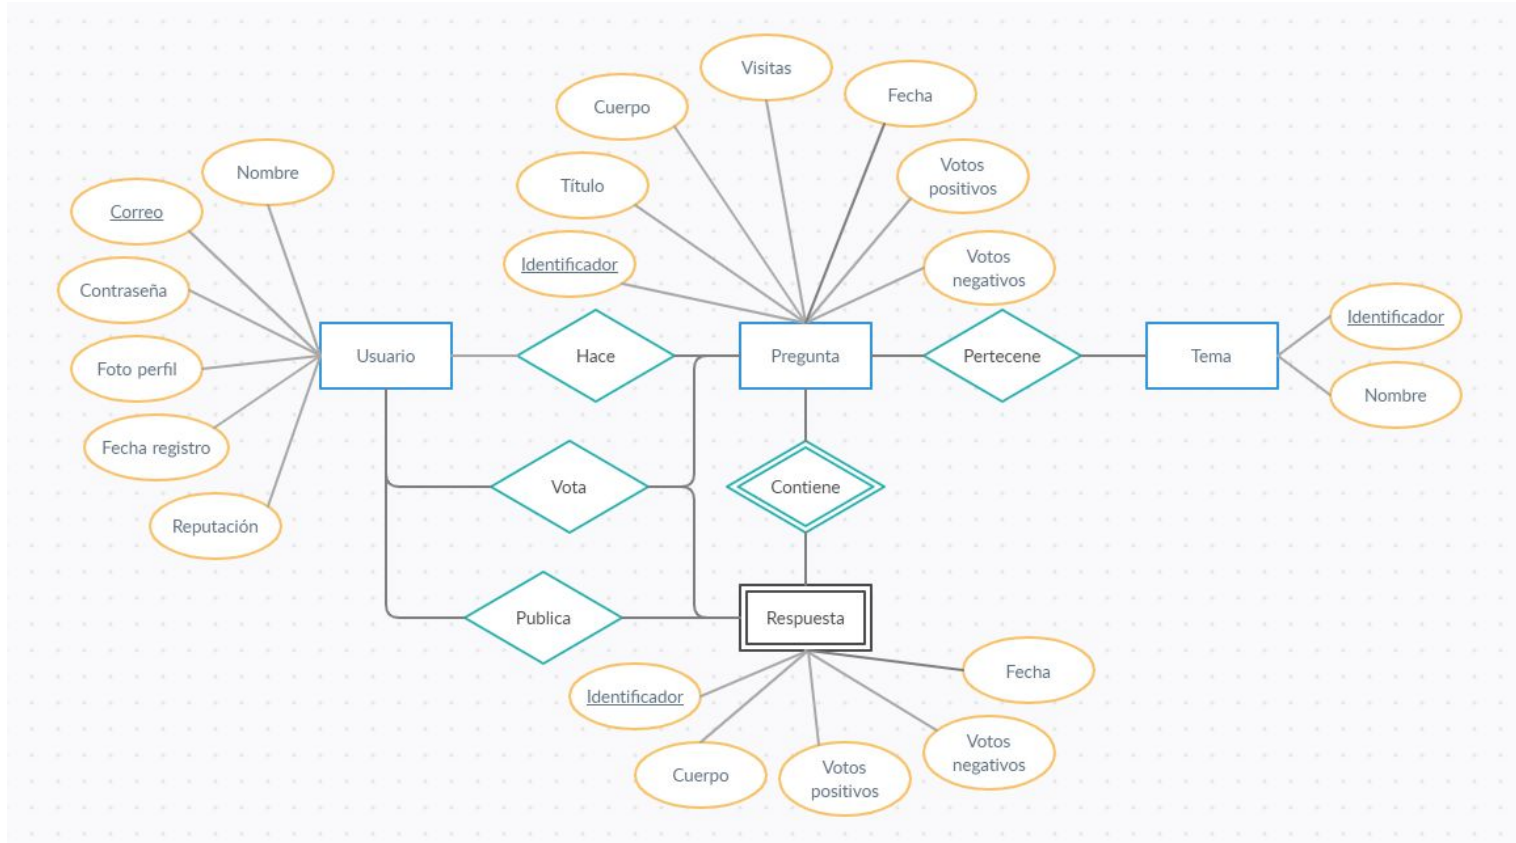 Visitas
Fecha
Cuerpo
Votos
positivos
Nombre
Título
Correo
Votos
negativos
Identificador
Contraseña
Identificador
Usuario
Hace
Pregunta
Pertecene
Tema
Foto perfil
Nombre
Fecha registro
Vota
Contiene
Reputación
Publica
Respuesta
Fecha
Identificador
Votos
negativos
Cuerpo
Votos
positivos